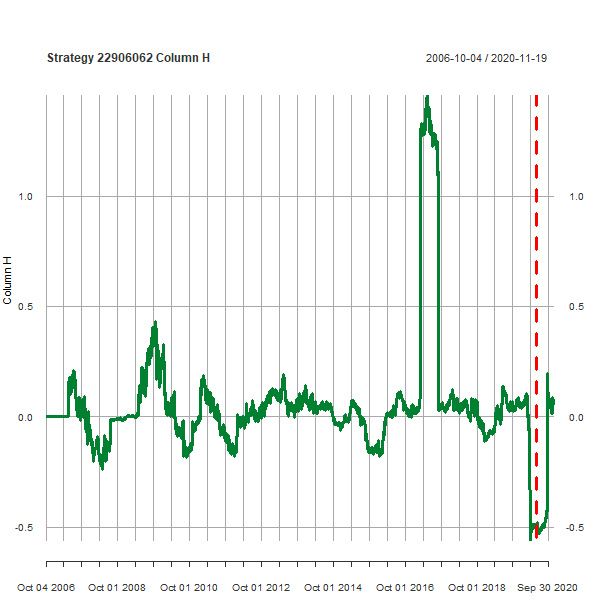 Strategy 22906062 Column H
2006-10-04 / 2020-11-19
Column H
1.0 1.0
0.5 0.5
0.0 0.0
-0.5 -0.5
Oct 04 2006 Oct 01 2008 Oct 01 2010 Oct 01 2012 Oct 01 2014 Oct 01 2016 Oct 01 2018 Sep 30 2020